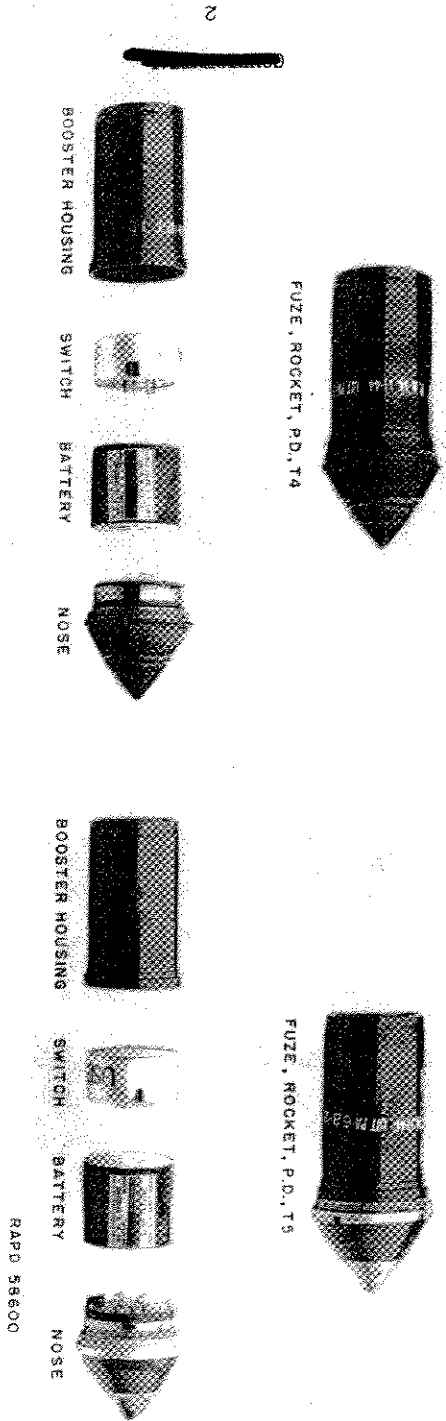 2
FUZE, ROCKET, P.D., T4
BOOSTER HOUSING
SWITCH
BATTERY
NOSE
FUZE, ROCKET, P.D., T5
BOOSTER HOUSING
SWITCH
BATTERY
NOSE
RAPD 58600